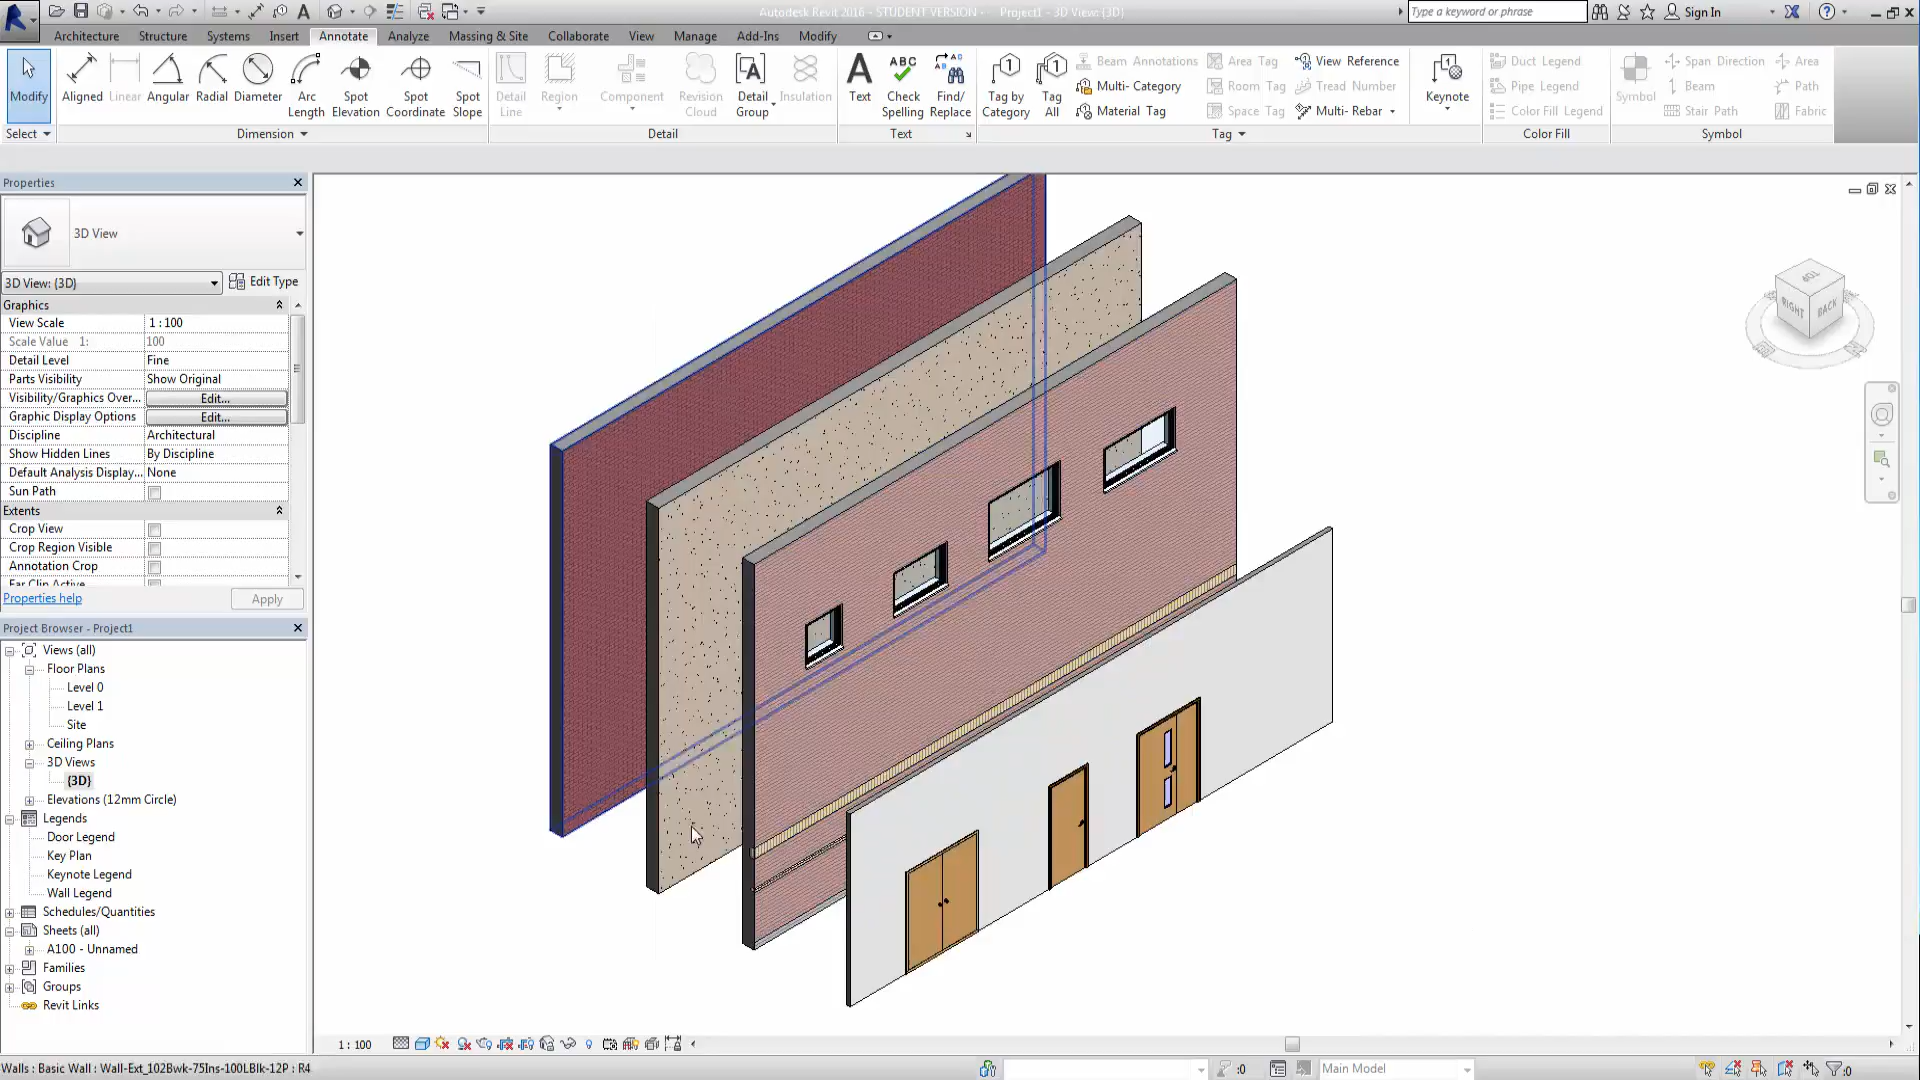 Autodesk Revit 2016 - STUDENT VERSION - Project1 - 3D View: {3D}
Type a keyword or phrase
Sign In
Architecture Structure Systems Insert Annotate Analyze Massing & Site Collaborate View Manage Add-Ins Modify
Modify
Aligned Linear Angular Radial Diameter Arc Length Spot Elevation Spot Coordinate Spot Slope
Detail Line Region Component Revision Cloud Detail Group Insulation
ABC
Text Check Spelling Find/ Replace
Tag by Category Tag All
Beam Annotations
Multi- Category
Material Tag
Area Tag
Room Tag
Space Tag
View Reference
Tread Number
Multi- Rebar
Keynote
Duct Legend
Pipe Legend
Color Fill Legend
Symbol
Span Direction
Beam
Stair Path
Area
Path
Fabric
Select Dimension Detail Text Tag Color Fill Symbol
Properties
3D View
3D View: {3D} Edit Type
Graphics
View Scale 1 : 100
Scale Value 1: 100
Detail Level Fine
Parts Visibility Show Original
Visibility/Graphics Over... Edit...
Graphic Display Options Edit...
Discipline Architectural
Show Hidden Lines By Discipline
Default Analysis Display... None
Sun Path
Extents
Crop View
Crop Region Visible
Annotation Crop
Far Clip Active
Properties help Apply
Project Browser - Project1
Views (all)
Floor Plans
Level 0
Level 1
Site
Ceiling Plans
3D Views
{3D}
Elevations (12mm Circle)
Legends
Door Legend
Key Plan
Keynote Legend
Wall Legend
Schedules/Quantities
Sheets (all)
A100 - Unnamed
Families
Groups
Revit Links
TOP
RIGHT
BACK
1 : 100
Walls : Basic Wall : Wall-Ext_102Bwk-75Ins-100LBlk-12P : R4
:0
Main Model
:0